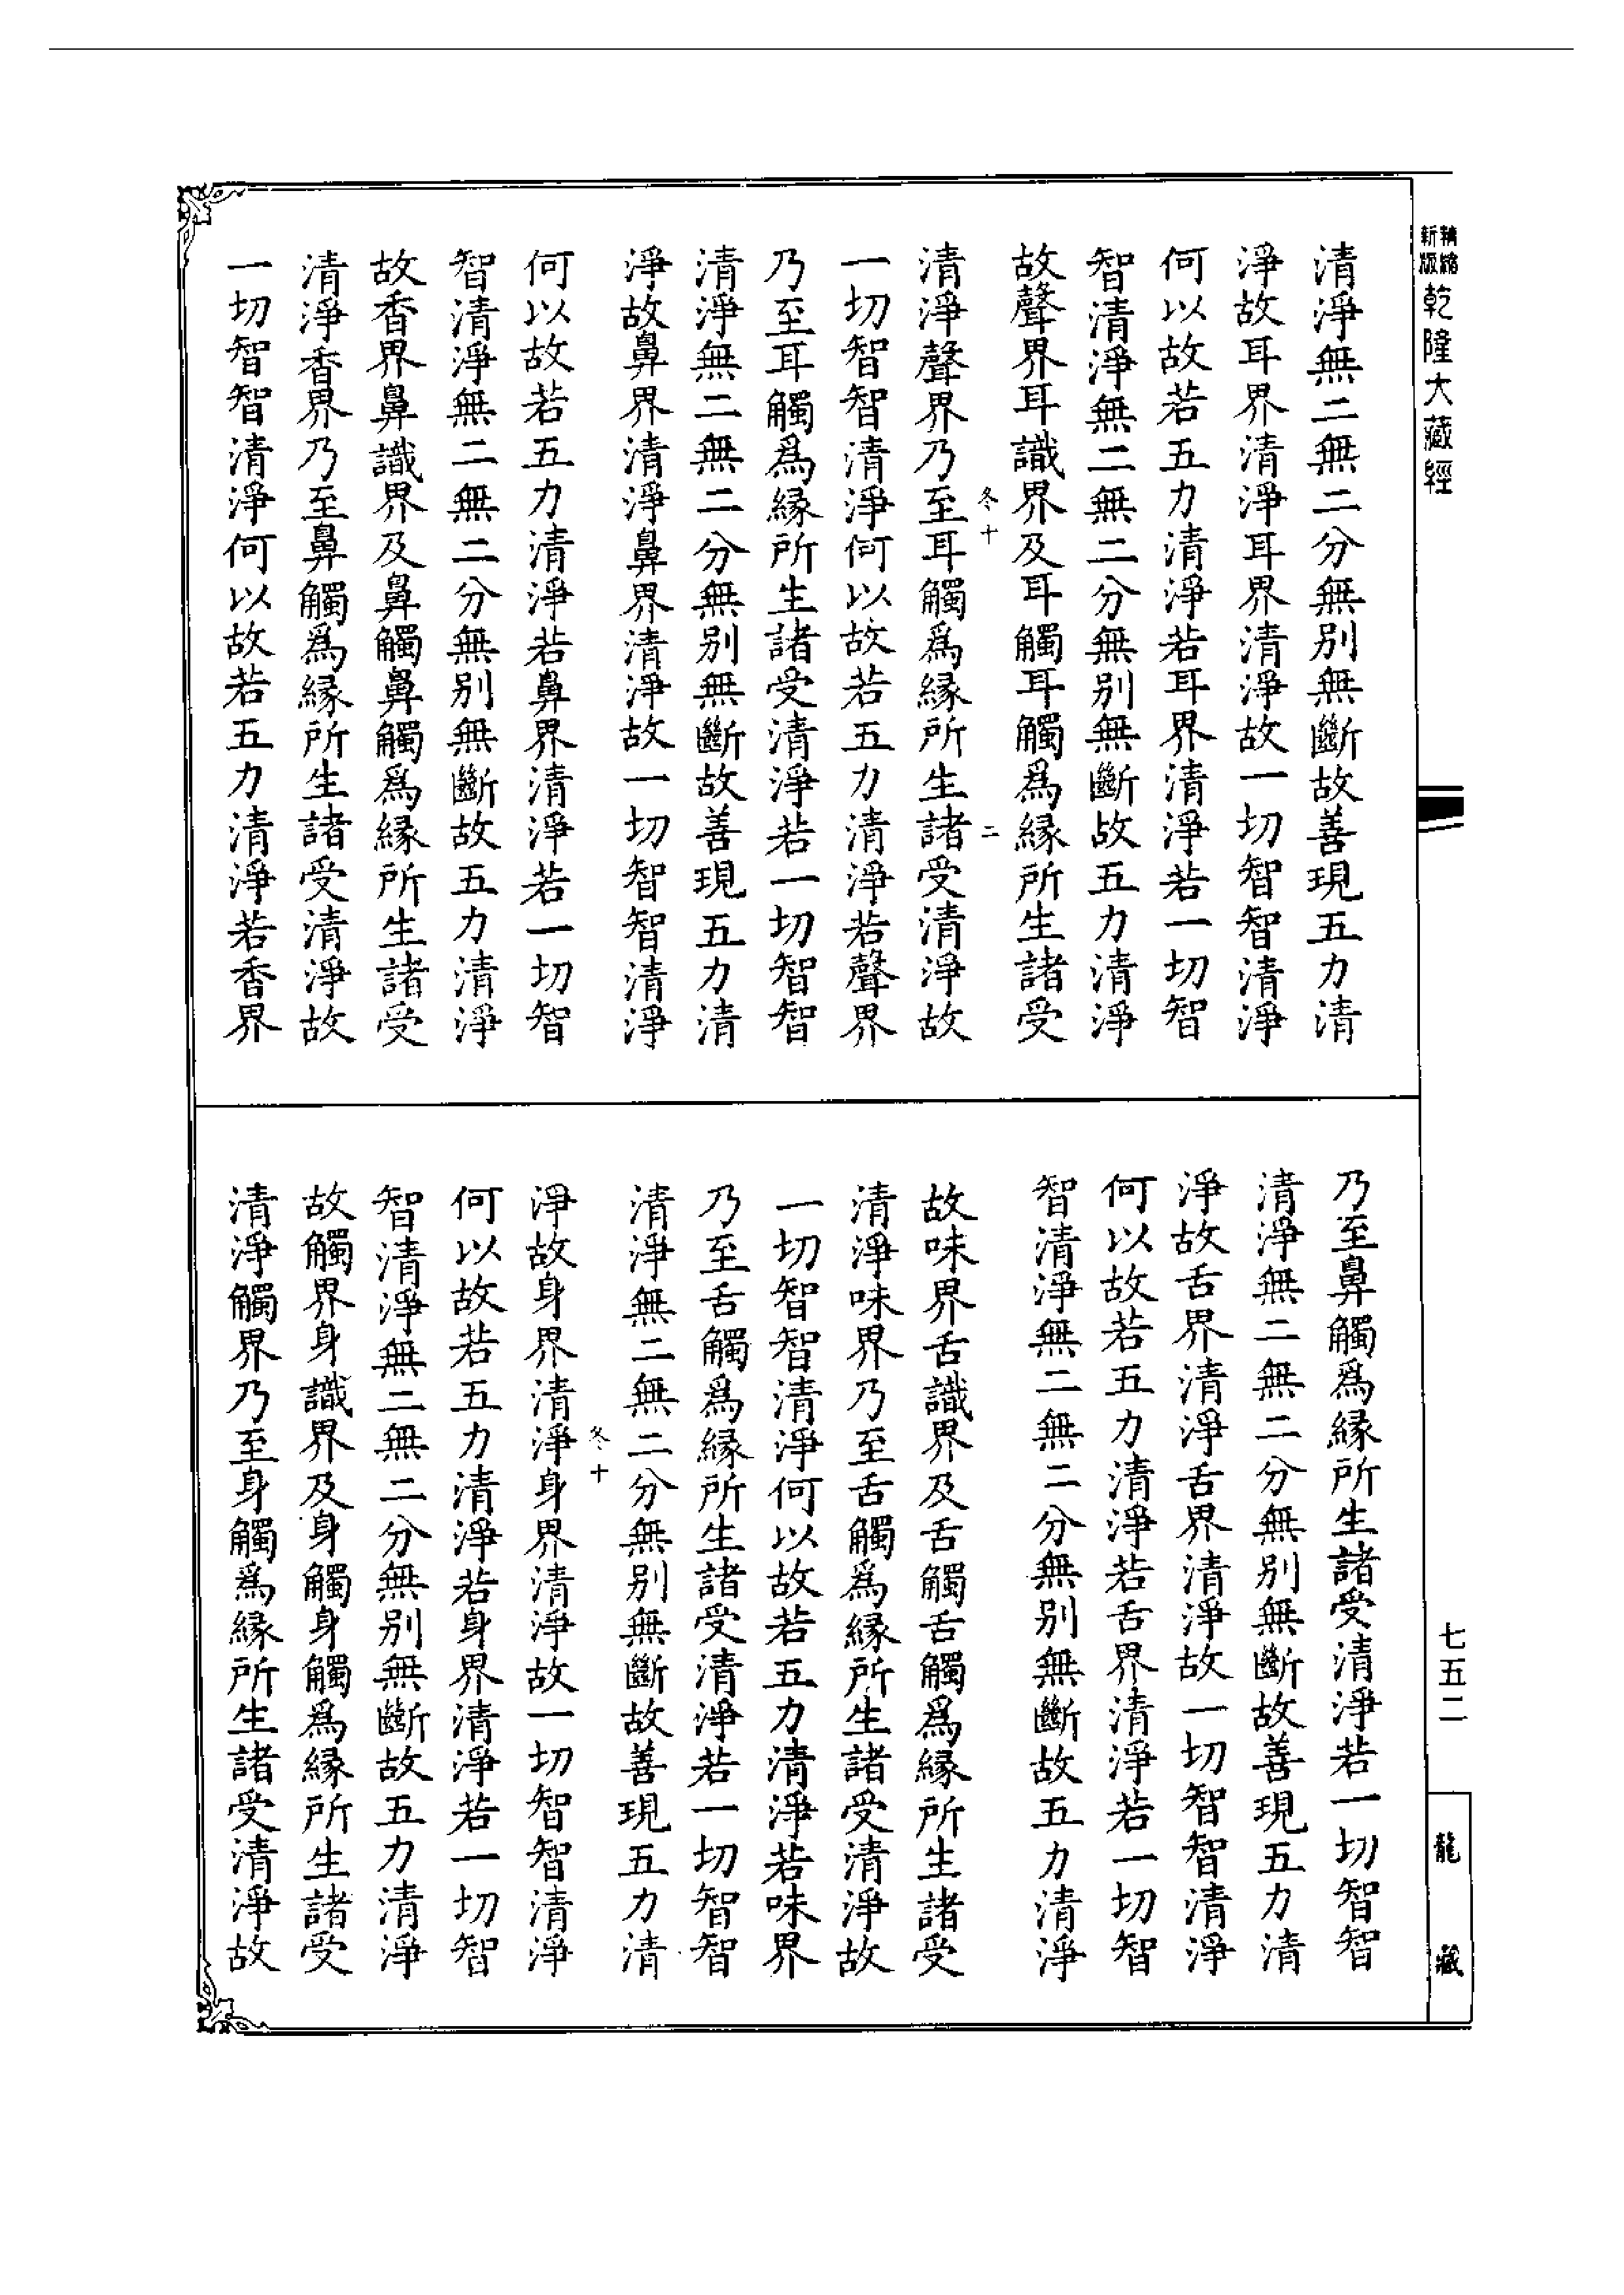 精縮新版乾隆大藏經
清淨無二無二分無別無斷故善現五力清
淨故耳界清淨耳界清淨故一切智智清淨
何以故若五力清淨若耳界清淨若一切智
智清淨無二無二分無別無斷故五力清淨
故聲界耳識界及耳觸耳觸爲緣所生諸受
冬十 二
清淨聲界乃至耳觸爲緣所生諸受清淨故
一切智智清淨何以故若五力清淨若聲界
乃至耳觸爲緣所生諸受清淨若一切智智
清淨無二無二分無別無斷故善現五力清
淨故鼻界清淨鼻界清淨故一切智智清淨
何以故若五力清淨若鼻界清淨若一切智
智清淨無二無二分無別無斷故五力清淨
故香界鼻識界及鼻觸鼻觸爲緣所生諸受
清淨香界乃至鼻觸爲緣所生諸受清淨故
一切智智清淨何以故若五力清淨若香界
乃至鼻觸爲緣所生諸受清淨若一切智智
清淨無二無二分無別無斷故善現五力清
淨故舌界清淨舌界清淨故一切智智清淨
何以故若五力清淨若舌界清淨若一切智
智清淨無二無二分無別無斷故五力清淨
故味界舌識界及舌觸舌觸爲緣所生諸受
清淨味界乃至舌觸爲緣所生諸受清淨故
一切智智清淨何以故若五力清淨若味界
乃至舌觸爲緣所生諸受清淨若一切智智
清淨無二無二分無別無斷故善現五力清
冬十
淨故身界清淨身界清淨故一切智智清淨
何以故若五力清淨若身界清淨若一切智
智清淨無二無二分無別無斷故五力清淨
故觸界身識界及身觸身觸爲緣所生諸受
清淨觸界乃至身觸爲緣所生諸受清淨故
七五二
龍藏